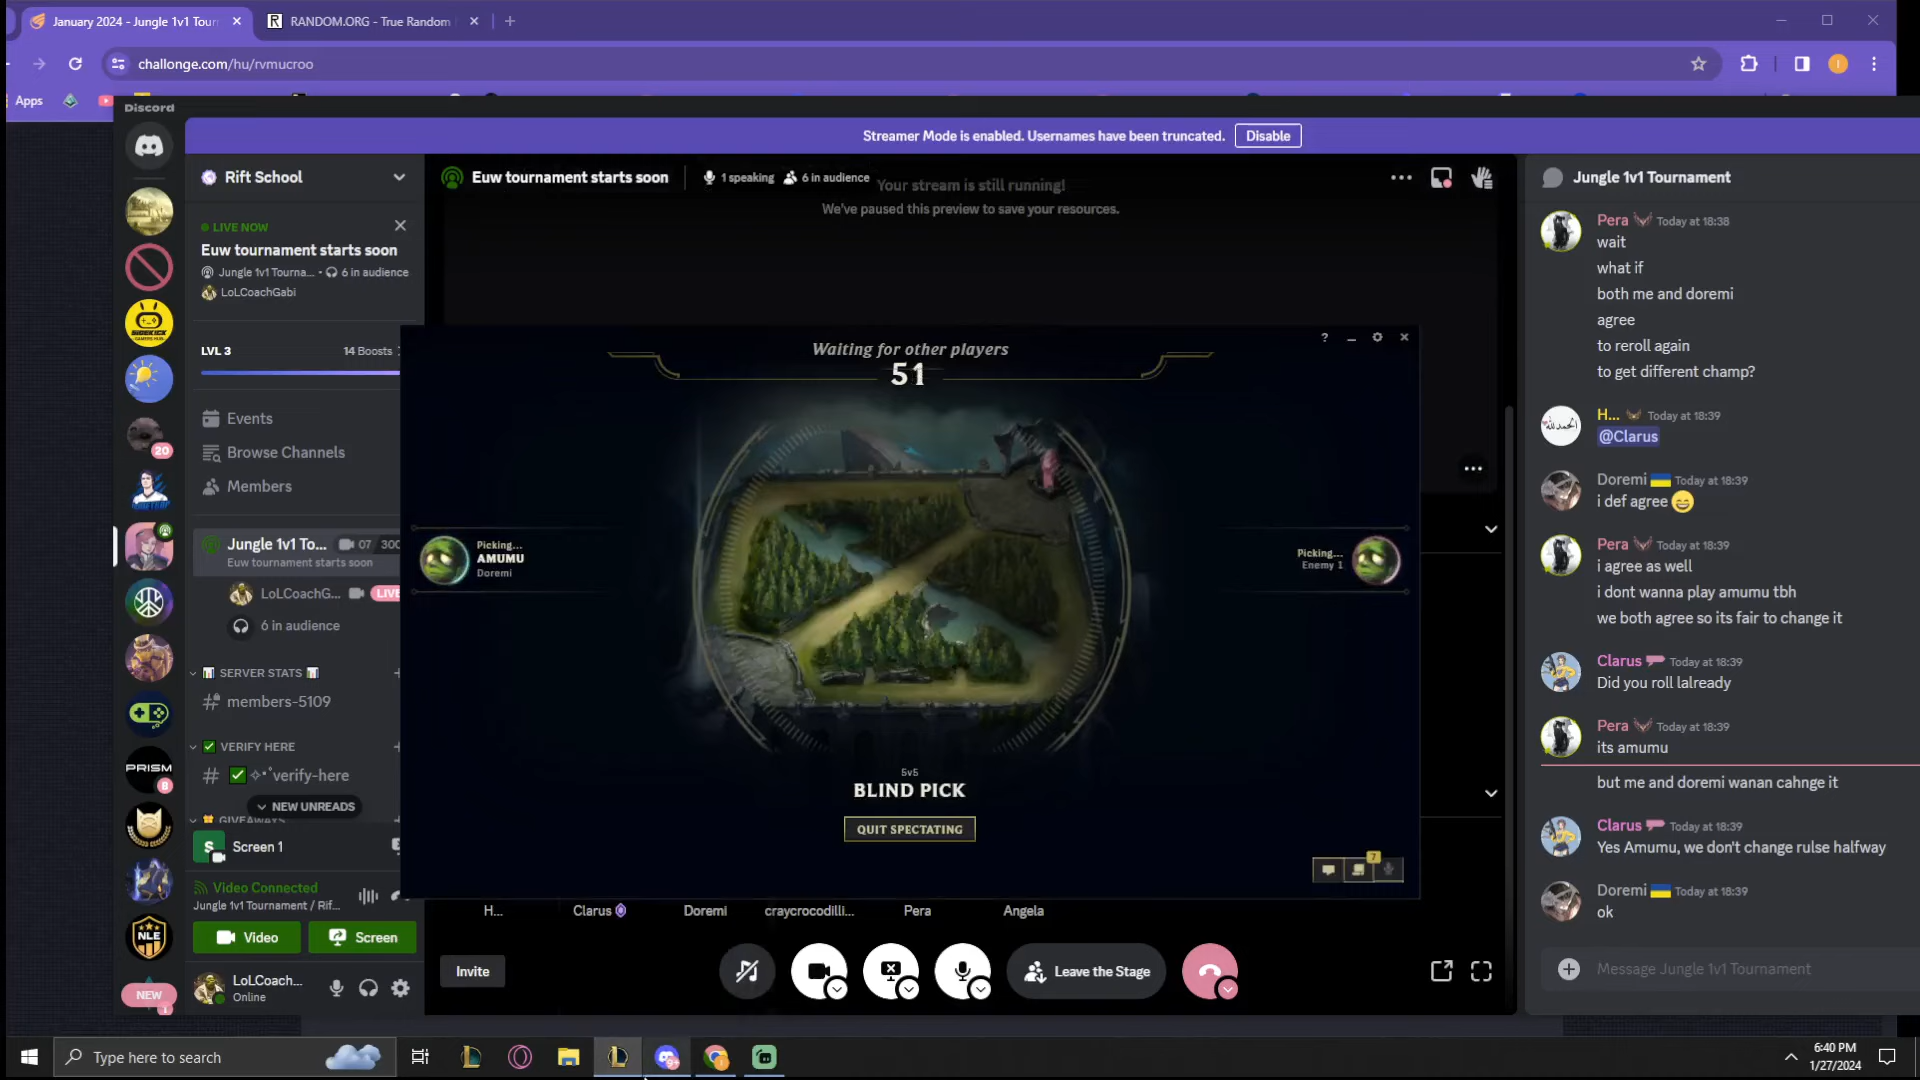 January 2024 - Jungle 1v1 Tour
RANDOM.ORG - True Random
challonge.com/hu/rvmucroo
Apps
Discord
Streamer Mode is enabled. Usernames have been truncated.
Disable
Rift School
LIVE NOW
Euw tournament starts soon
Jungle 1v1 Tourna... • 6 in audience
LoLCoachGabi
LVL 3
14 Boosts
Events
Browse Channels
Members
Jungle 1v1 To...
07
300
Euw tournament starts soon
LoLCoachG...
LIVE
6 in audience
SERVER STATS
members-5109
VERIFY HERE
verify-here
NEW UNREADS
GIVEAWAYS
S
Screen 1
Video Connected
Jungle 1v1 Tournament / Rif...
Video
Screen
LoLCoach...
Online
20
SIDEKICK
PRISM
8
NLE
NEW
Euw tournament starts soon
1 speaking
6 in audience
Your stream is still running!
We've paused this preview to save your resources.
Waiting for other players
51
Picking...
AMUMU
Doremi
Picking...
Enemy 1
5v5
BLIND PICK
QUIT SPECTATING
7
H...
Clarus
Doremi
craycrocodilli...
Pera
Angela
Invite
Leave the Stage
Jungle 1v1 Tournament
Pera Today at 18:38
wait
what if
both me and doremi
agree
to reroll again
to get different champ?
H... Today at 18:39
@Clarus
Doremi Today at 18:39
i def agree
Pera Today at 18:39
i agree as well
i dont wanna play amumu tbh
we both agree so its fair to change it
Clarus Today at 18:39
Did you roll lalready
Pera Today at 18:39
its amumu
but me and doremi wanan cahnge it
Clarus Today at 18:39
Yes Amumu, we don't change rulse halfway
Doremi Today at 18:39
ok
Message Jungle 1v1 Tournament
Type here to search
6:40 PM
1/27/2024